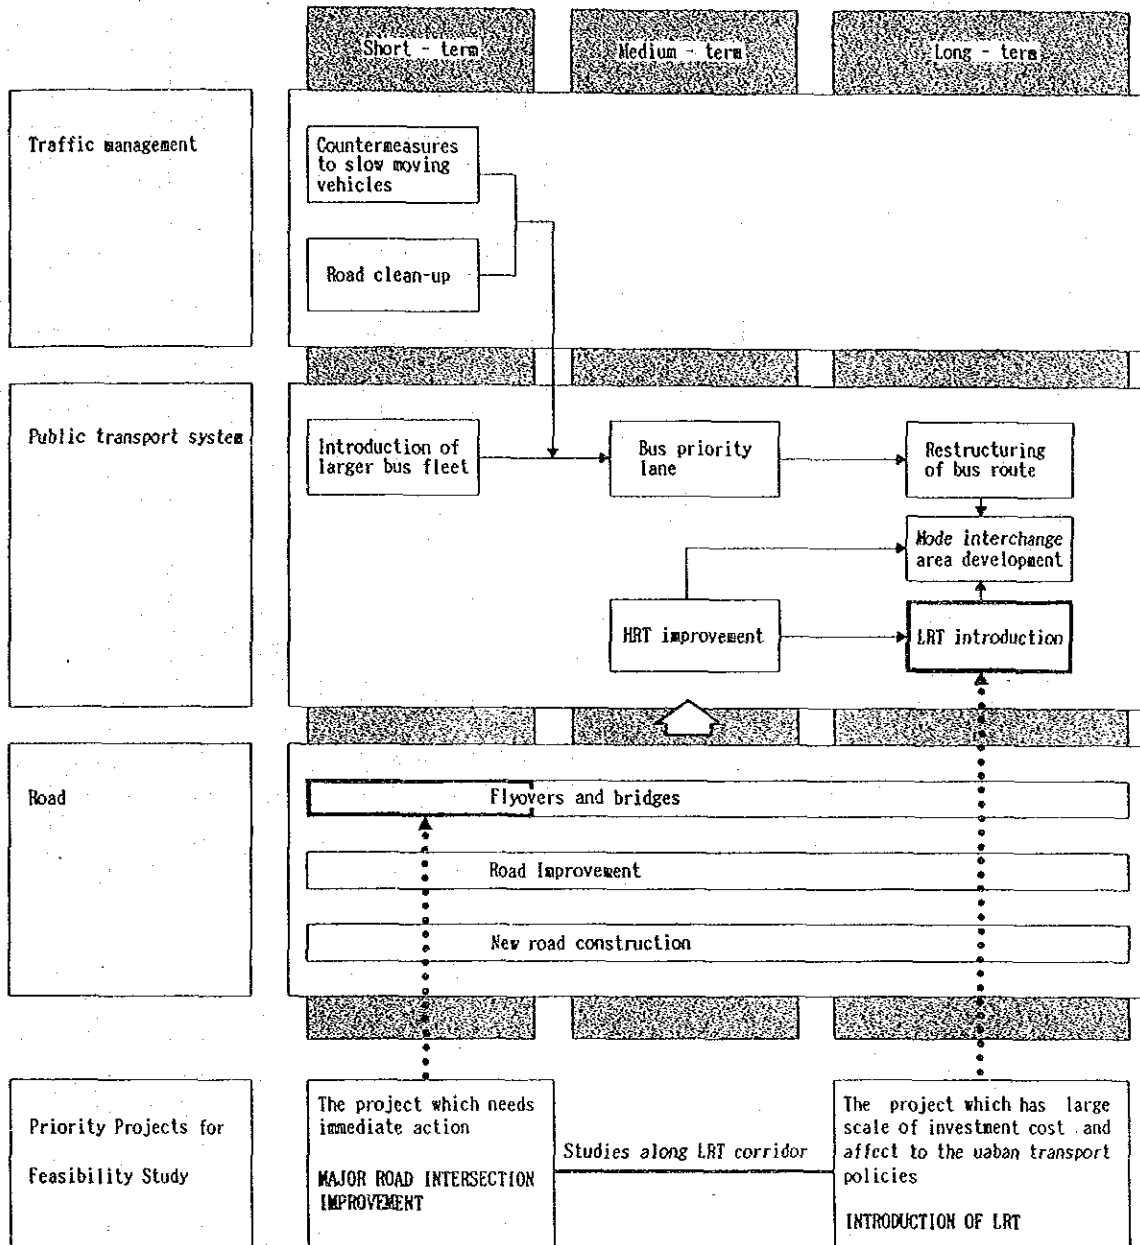 Short - term
Medium - term
Long - term
Traffic management
Countermeasures
to slow moving
vehicles
Road clean-up
Public transport system
Introduction of
larger bus fleet
Bus priority
lane
Restructuring
of bus route
Mode interchange
area development
HRT improvement
LRT introduction
Road
Flyovers and bridges
Road Improvement
New road construction
Priority Projects for
Feasibility Study
The project which needs
immediate action
MAJOR ROAD INTERSECTION
IMPROVEMENT
Studies along LRT corridor
The project which has large
scale of investment cost and
affect to the uaban transport
policies
INTRODUCTION OF LRT